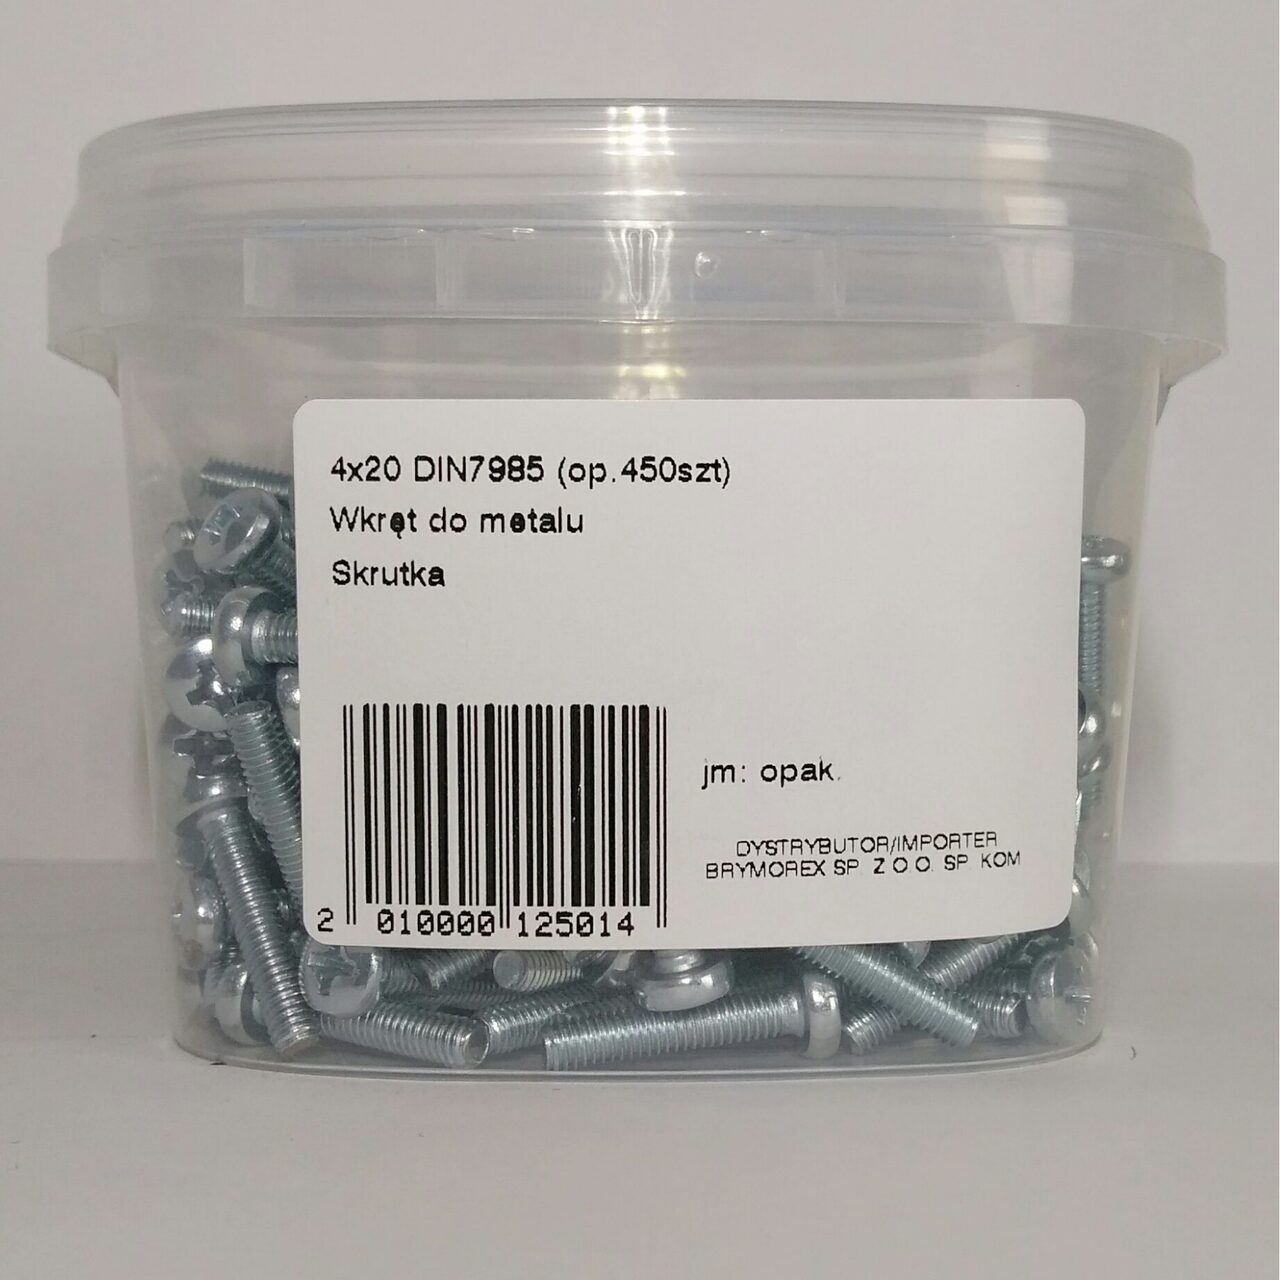 4x20 DIN7985 (op.450szt)
Wkręt do metalu
Skrutka
jm: opak.
DYSTRYBUTOR/IMPORTER
BRYMOREX SP. Z O.O. SP. KOM
2 010000 125014